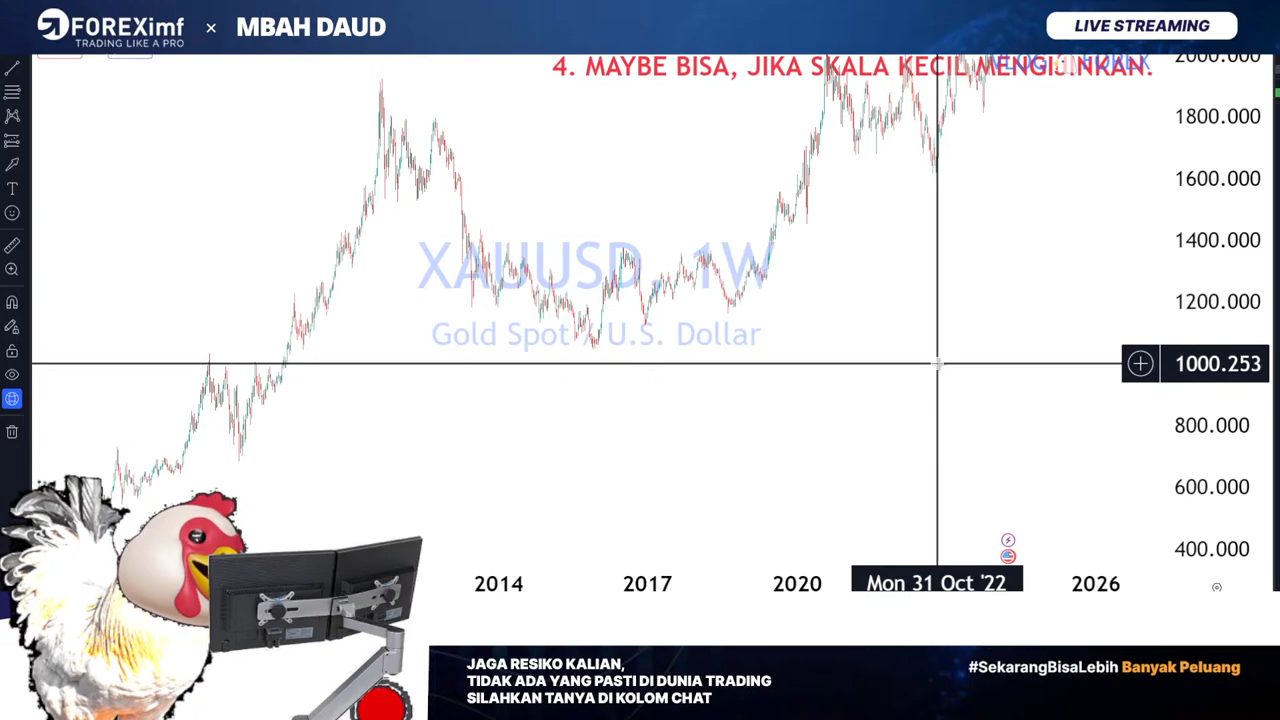 FOREXimf
TRADING LIKE A PRO
×
MBAH DAUD
LIVE STREAMING
4. MAYBE BISA, JIKA SKALA KECIL MENGIJINKAN.
FOREX
2000.000
1800.000
1600.000
1400.000
1200.000
1000.253
800.000
600.000
400.000
XAUUSD, 1W
Gold Spot / U.S. Dollar
2014
2017
2020
Mon 31 Oct '22
2026
JAGA RESIKO KALIAN,
TIDAK ADA YANG PASTI DI DUNIA TRADING
SILAHKAN TANYA DI KOLOM CHAT
#SekarangBisaLebih Banyak Peluang